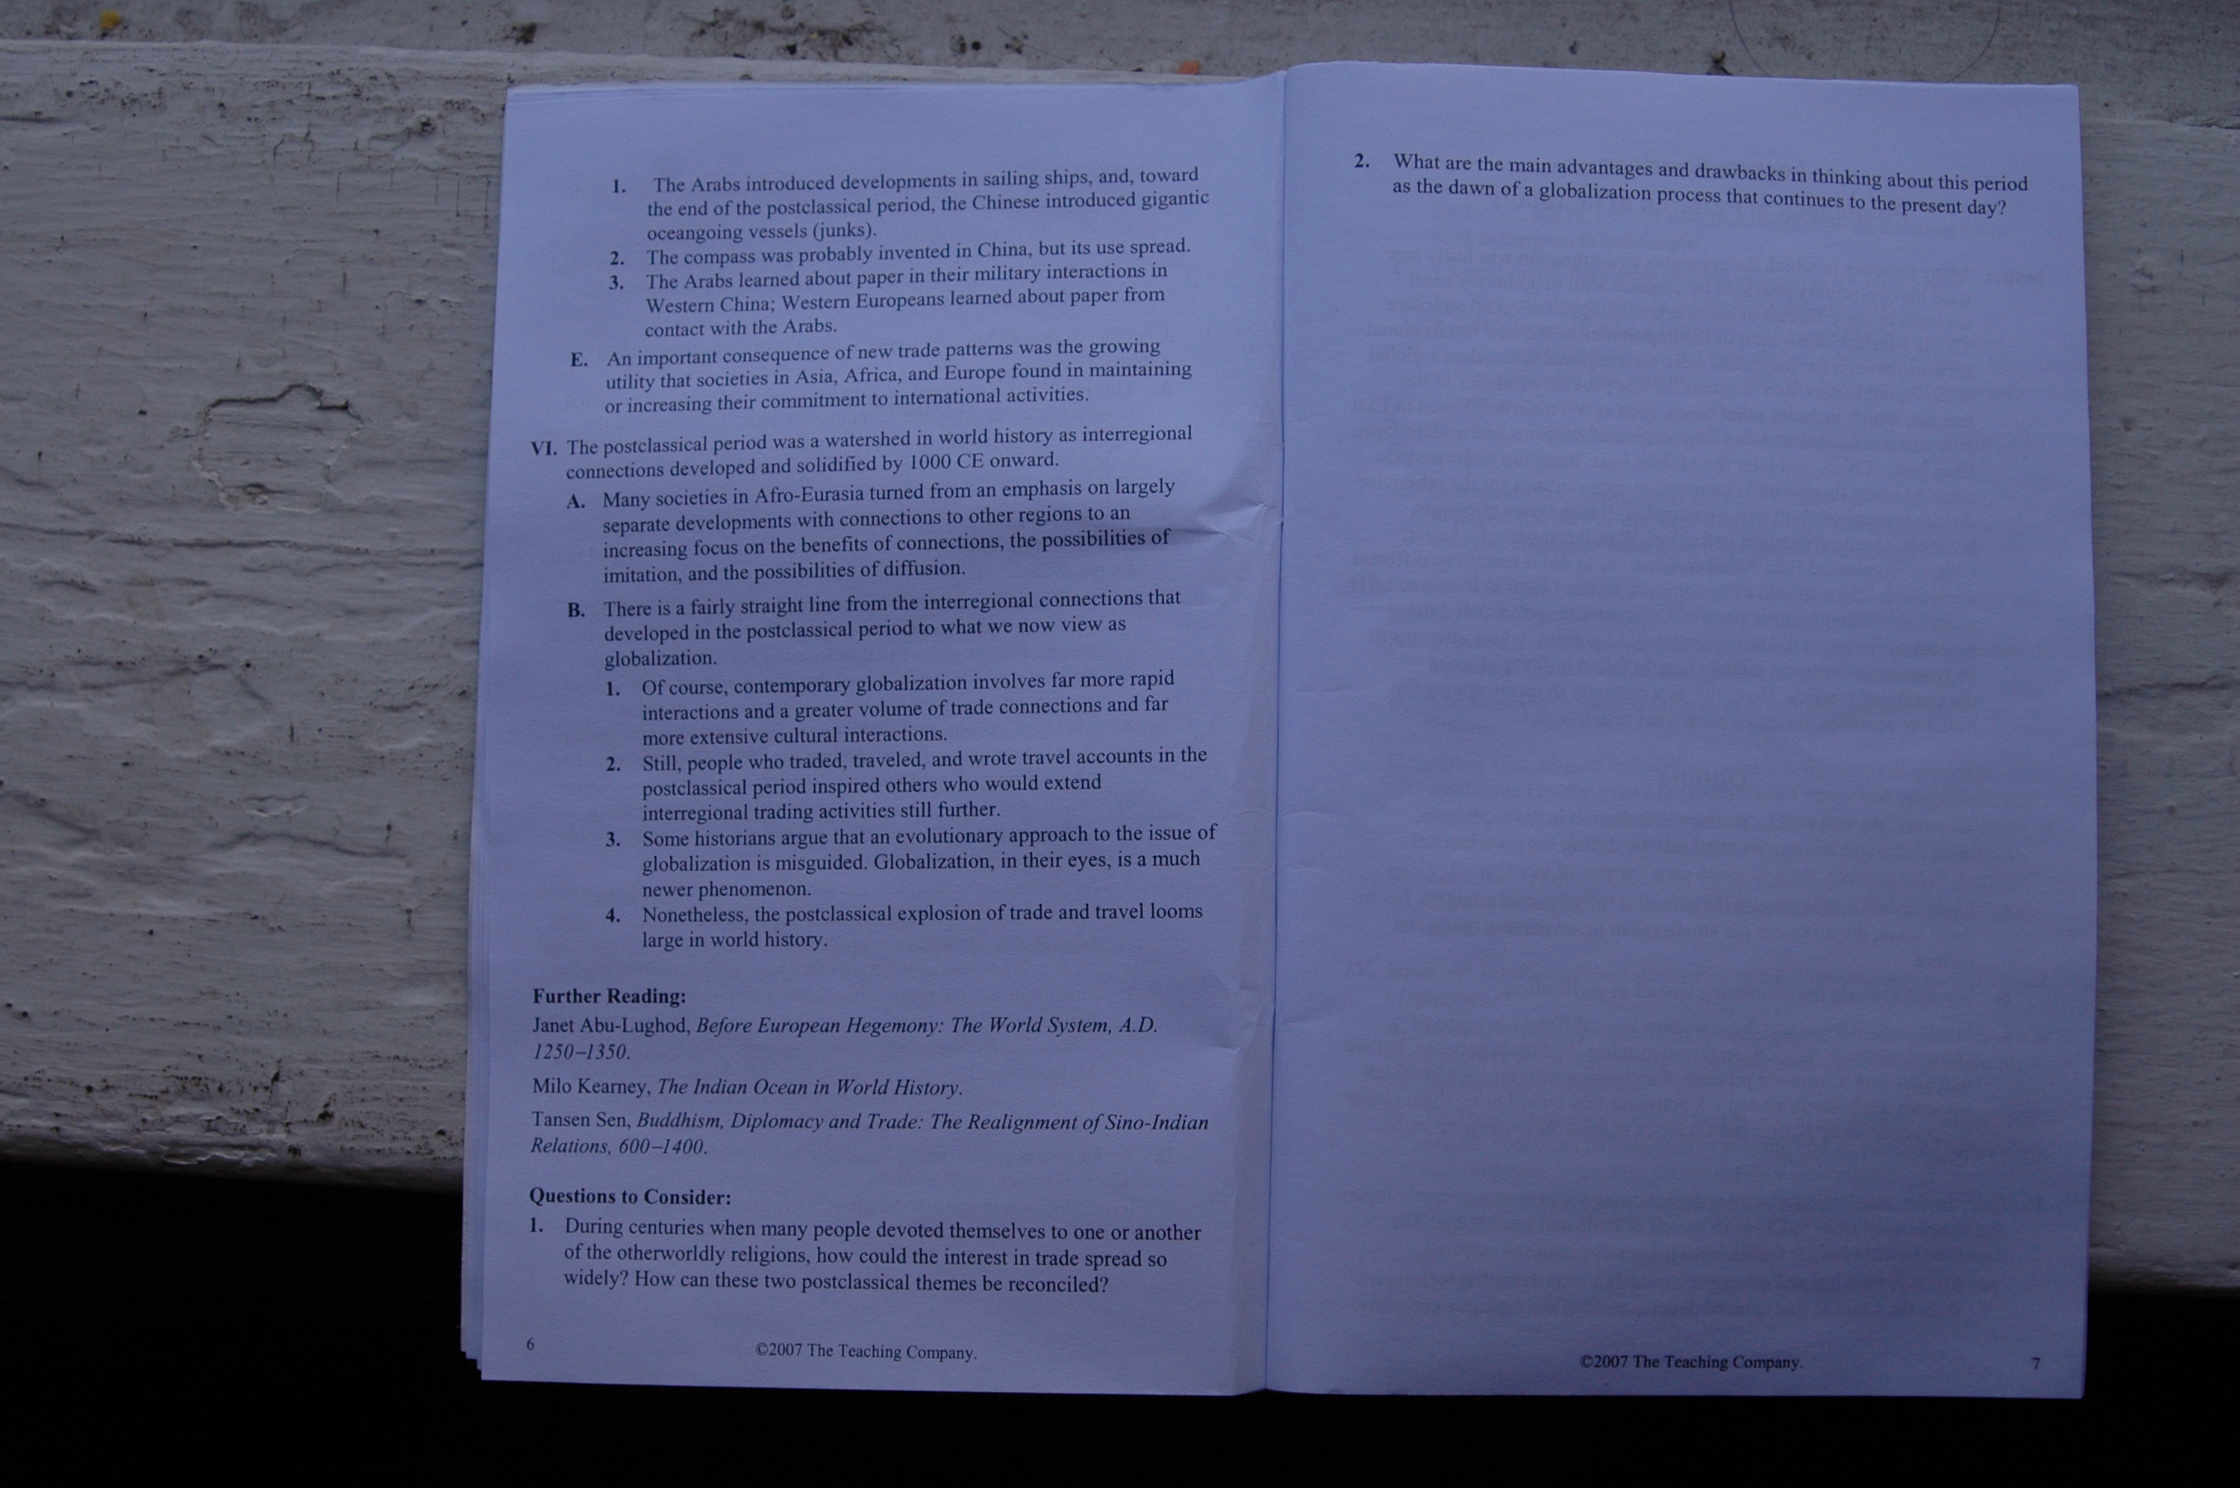 1. The Arabs introduced developments in sailing ships, and, toward
the end of the postclassical period, the Chinese introduced gigantic
oceangoing vessels (junks).
2. The compass was probably invented in China, but its use spread.
3. The Arabs learned about paper in their military interactions in
Western China; Western Europeans learned about paper from
contact with the Arabs.
E. An important consequence of new trade patterns was the growing
utility that societies in Asia, Africa, and Europe found in maintaining
or increasing their commitment to international activities.
VI. The postclassical period was a watershed in world history as interregional
connections developed and solidified by 1000 CE onward.
A. Many societies in Afro-Eurasia turned from an emphasis on largely
separate developments with connections to other regions to an
increasing focus on the benefits of connections, the possibilities of
imitation, and the possibilities of diffusion.
B. There is a fairly straight line from the interregional connections that
developed in the postclassical period to what we now view as
globalization.
1. Of course, contemporary globalization involves far more rapid
interactions and a greater volume of trade connections and far
more extensive cultural interactions.
2. Still, people who traded, traveled, and wrote travel accounts in the
postclassical period inspired others who would extend
interregional trading activities still further.
3. Some historians argue that an evolutionary approach to the issue of
globalization is misguided. Globalization, in their eyes, is a much
newer phenomenon.
4. Nonetheless, the postclassical explosion of trade and travel looms
large in world history.
Further Reading:
Janet Abu-Lughod, Before European Hegemony: The World System, A.D.
1250–1350.
Milo Kearney, The Indian Ocean in World History.
Tansen Sen, Buddhism, Diplomacy and Trade: The Realignment of Sino-Indian
Relations, 600–1400.
Questions to Consider:
1. During centuries when many people devoted themselves to one or another
of the otherworldly religions, how could the interest in trade spread so
widely? How can these two postclassical themes be reconciled?
6 ©2007 The Teaching Company.
2. What are the main advantages and drawbacks in thinking about this period
as the dawn of a globalization process that continues to the present day?
©2007 The Teaching Company. 7